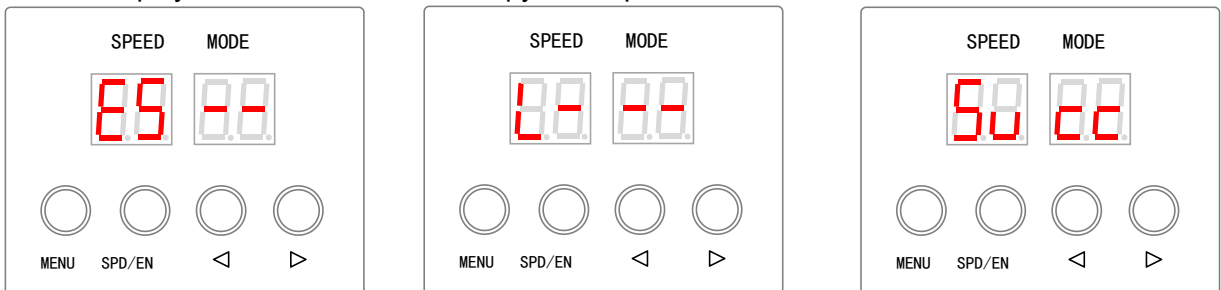 SPEED MODE
ES --
MENU SPD/EN ◁ ▷
SPEED MODE
L- --
MENU SPD/EN ◁ ▷
SPEED MODE
Su cc
MENU SPD/EN ◁ ▷